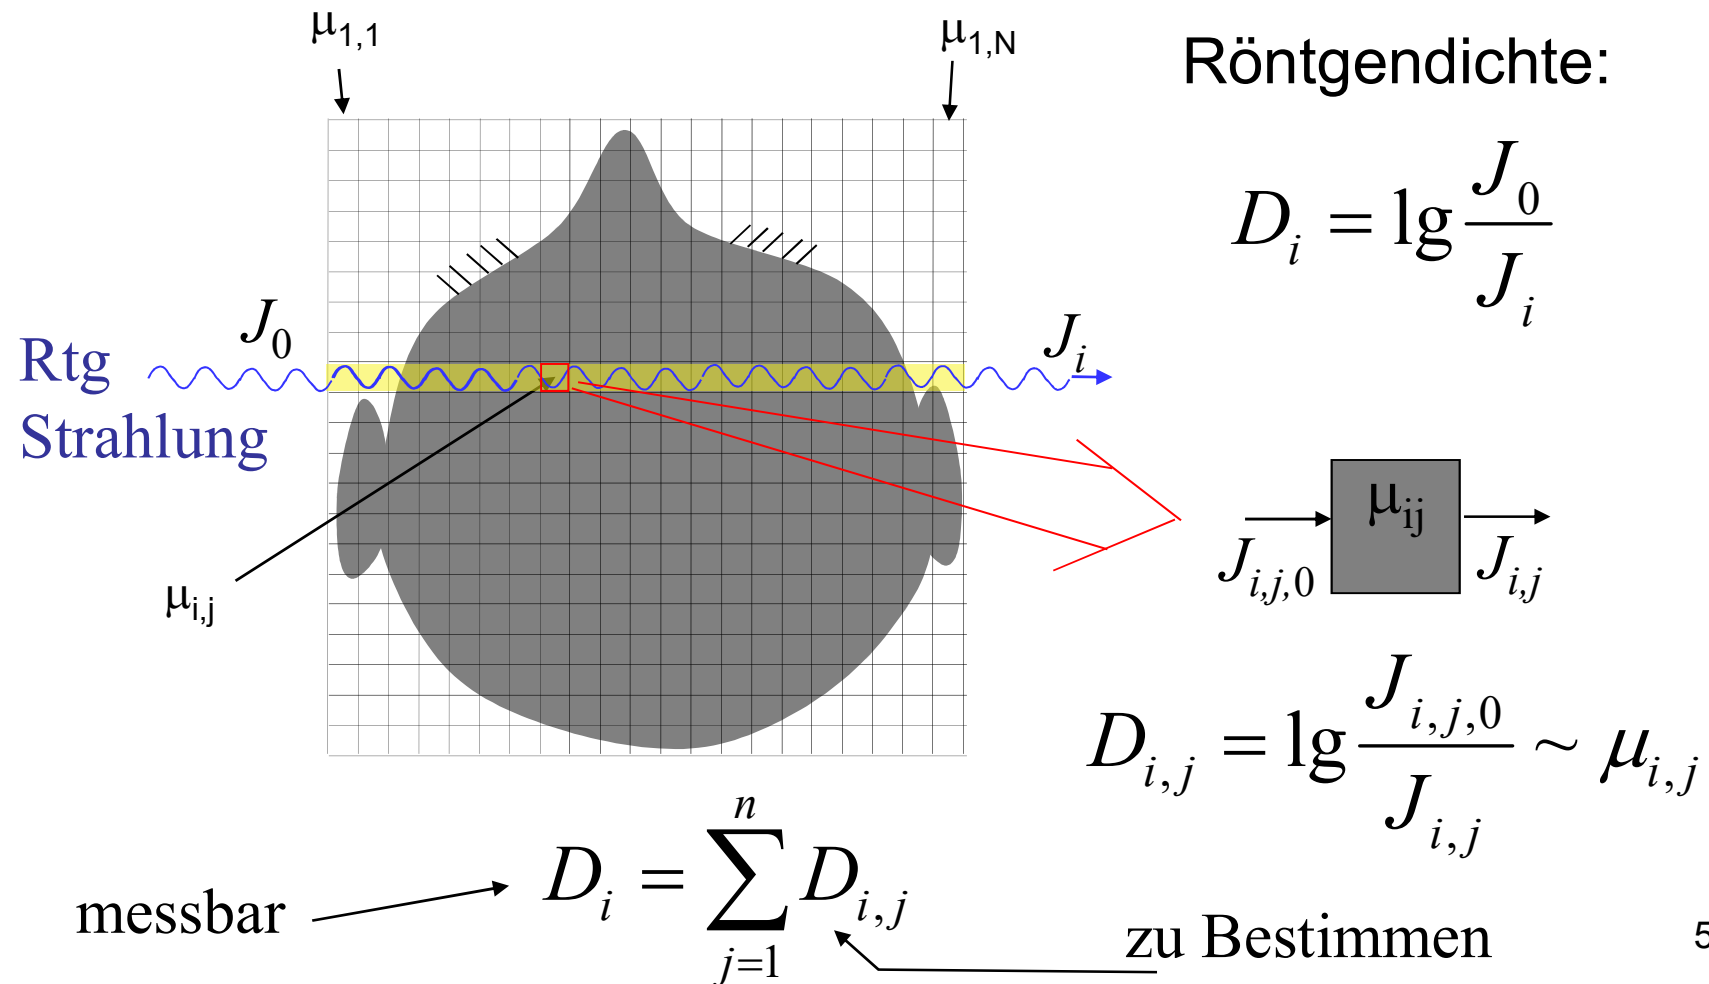 μ1,1
μ1,N
Röntgendichte:
D_i = lg J_0 / J_i
J_0
J_i
Rtg
Strahlung
μ_ij
J_i,j,0
J_i,j
μi,j
D_i,j = lg J_i,j,0 / J_i,j ~ μ_i,j
D_i = ∑_{j=1}^{n} D_i,j
messbar
zu Bestimmen
5